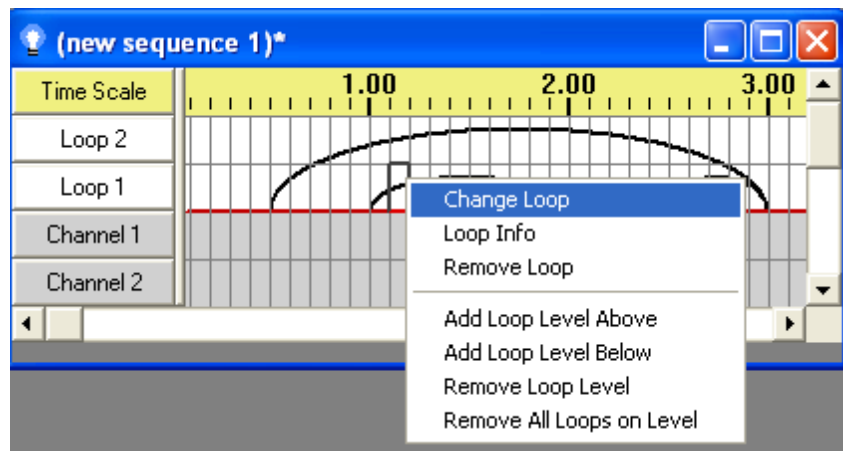 (new sequence 1)*
Time Scale 1.00 2.00 3.00
Loop 2
Loop 1
Channel 1
Channel 2
Change Loop
Loop Info
Remove Loop
Add Loop Level Above
Add Loop Level Below
Remove Loop Level
Remove All Loops on Level